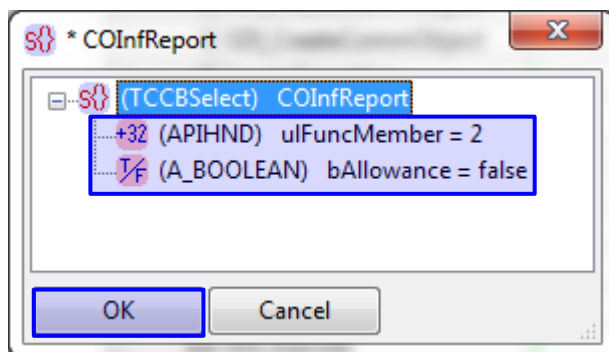 S{} * COInfReport
S{} (TCCBSelect) COInfReport
+32 (APIHND) ulFuncMember = 2
T/F (A_BOOLEAN) bAllowance = false
OK Cancel